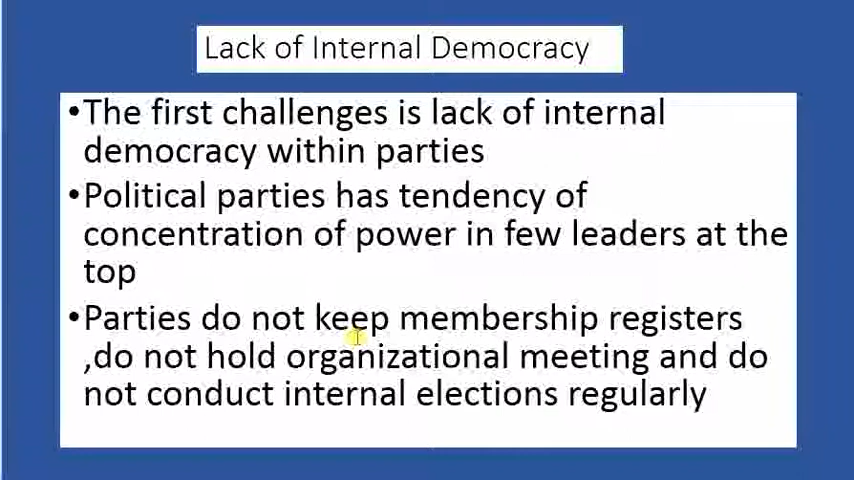 Lack of Internal Democracy
•The first challenges is lack of internal
democracy within parties
•Political parties has tendency of
concentration of power in few leaders at the
top
•Parties do not keep membership registers
,do not hold organizational meeting and do
not conduct internal elections regularly